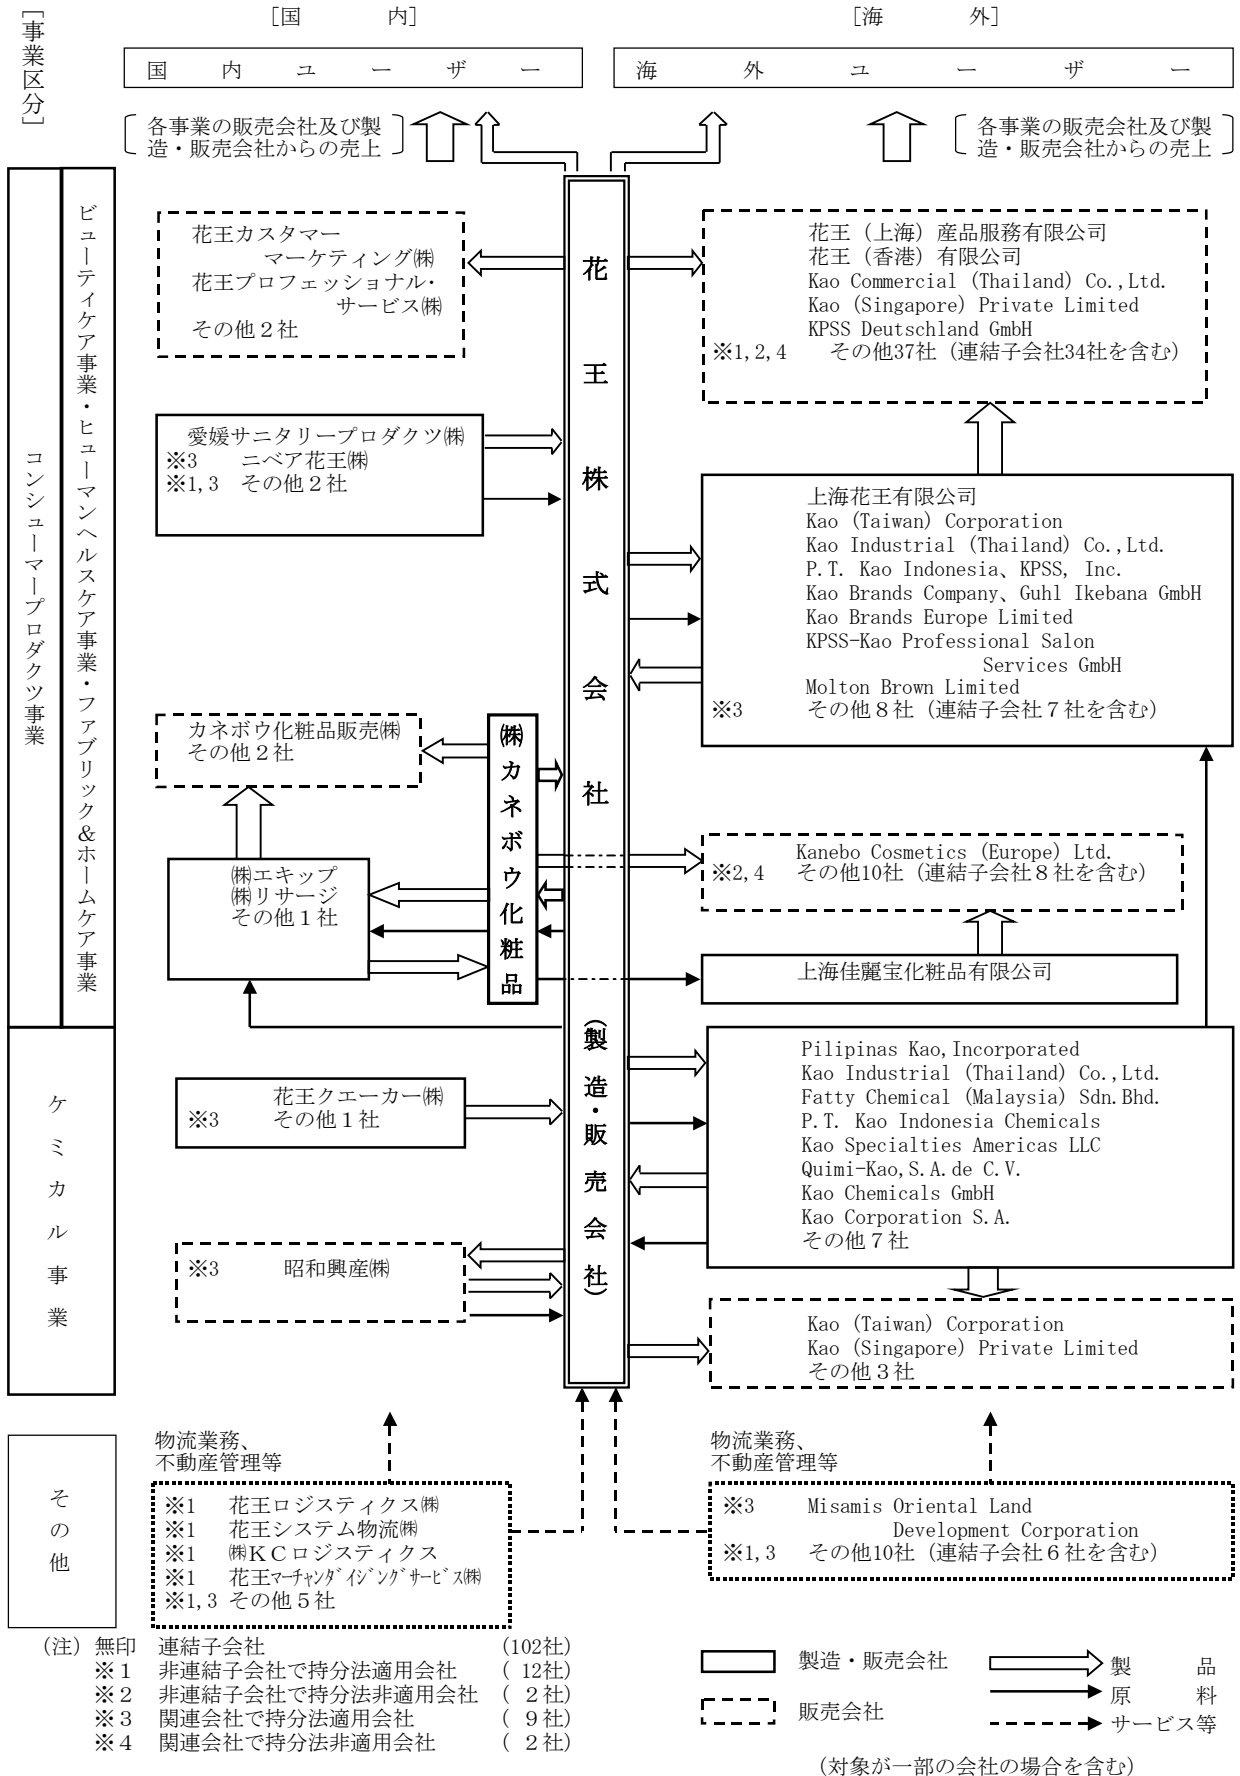 [事業区分]
[国　　内]
[海　　外]
国内ユーザー
海外ユーザー
各事業の販売会社及び製
造・販売会社からの売上
各事業の販売会社及び製
造・販売会社からの売上
コンシューマープロダクツ事業
ビューティケア事業・ヒューマンヘルスケア事業・ファブリック&ホームケア事業
花王カスタマー
マーケティング㈱
花王プロフェッショナル・
サービス㈱
その他２社
花王株式会社（製造・販売会社）
花王（上海）産品服務有限公司
花王（香港）有限公司
Kao Commercial (Thailand) Co.,Ltd.
Kao (Singapore) Private Limited
KPSS Deutschland GmbH
※1,2,4　その他37社（連結子会社34社を含む）
愛媛サニタリープロダクツ㈱
※3　ニベア花王㈱
※1,3　その他２社
上海花王有限公司
Kao (Taiwan) Corporation
Kao Industrial (Thailand) Co.,Ltd.
P.T. Kao Indonesia、KPSS, Inc.
Kao Brands Company、Guhl Ikebana GmbH
Kao Brands Europe Limited
KPSS-Kao Professional Salon
Services GmbH
Molton Brown Limited
※3　その他８社（連結子会社７社を含む）
カネボウ化粧品販売㈱
その他２社
㈱カネボウ化粧品
㈱エキップ
㈱リサージ
その他１社
Kanebo Cosmetics (Europe) Ltd.
※2,4　その他10社（連結子会社８社を含む）
上海佳麗宝化粧品有限公司
ケミカル事業
花王クエーカー㈱
※3　その他１社
Pilipinas Kao,Incorporated
Kao Industrial (Thailand) Co.,Ltd.
Fatty Chemical (Malaysia) Sdn.Bhd.
P.T. Kao Indonesia Chemicals
Kao Specialties Americas LLC
Quimi-Kao,S.A.de C.V.
Kao Chemicals GmbH
Kao Corporation S.A.
その他７社
※3　昭和興産㈱
Kao (Taiwan) Corporation
Kao (Singapore) Private Limited
その他３社
その他
物流業務、
不動産管理等
※1　花王ロジスティクス㈱
※1　花王システム物流㈱
※1　㈱ＫＣロジスティクス
※1　花王ﾏｰﾁｬﾝﾀﾞｲｼﾞﾝｸﾞｻｰﾋﾞｽ㈱
※1,3　その他５社
物流業務、
不動産管理等
※3　Misamis Oriental Land
Development Corporation
※1,3　その他10社（連結子会社６社を含む）
（注）無印　連結子会社　(102社)
※１　非連結子会社で持分法適用会社　( 12社)
※２　非連結子会社で持分法非適用会社　( 2社)
※３　関連会社で持分法適用会社　( 9社)
※４　関連会社で持分法非適用会社　( 2社)
製造・販売会社
販売会社
製　　品
原　　料
サービス等
（対象が一部の会社の場合を含む）